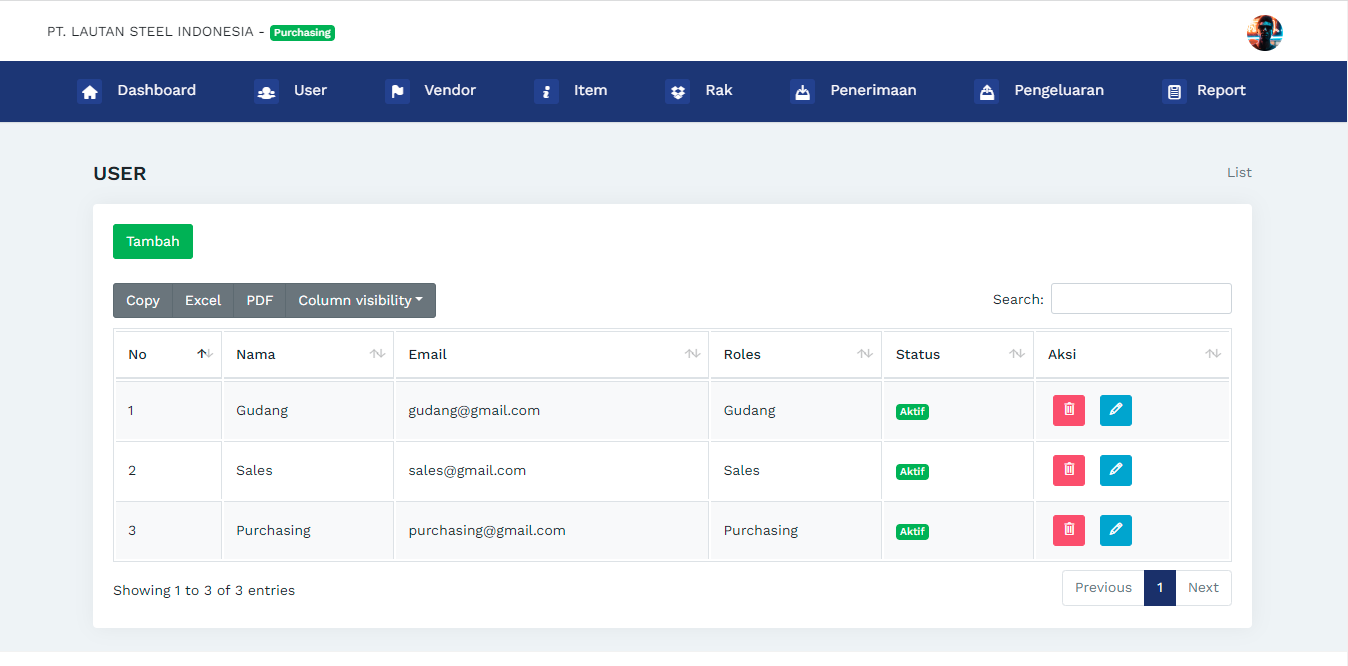 PT. LAUTAN STEEL INDONESIA - Purchasing
Dashboard User Vendor Item Rak Penerimaan Pengeluaran Report
USER List
Tambah
Copy Excel PDF Column visibility Search:
No Nama Email Roles Status Aksi
1 Gudang gudang@gmail.com Gudang Aktif
2 Sales sales@gmail.com Sales Aktif
3 Purchasing purchasing@gmail.com Purchasing Aktif
Showing 1 to 3 of 3 entries Previous 1 Next